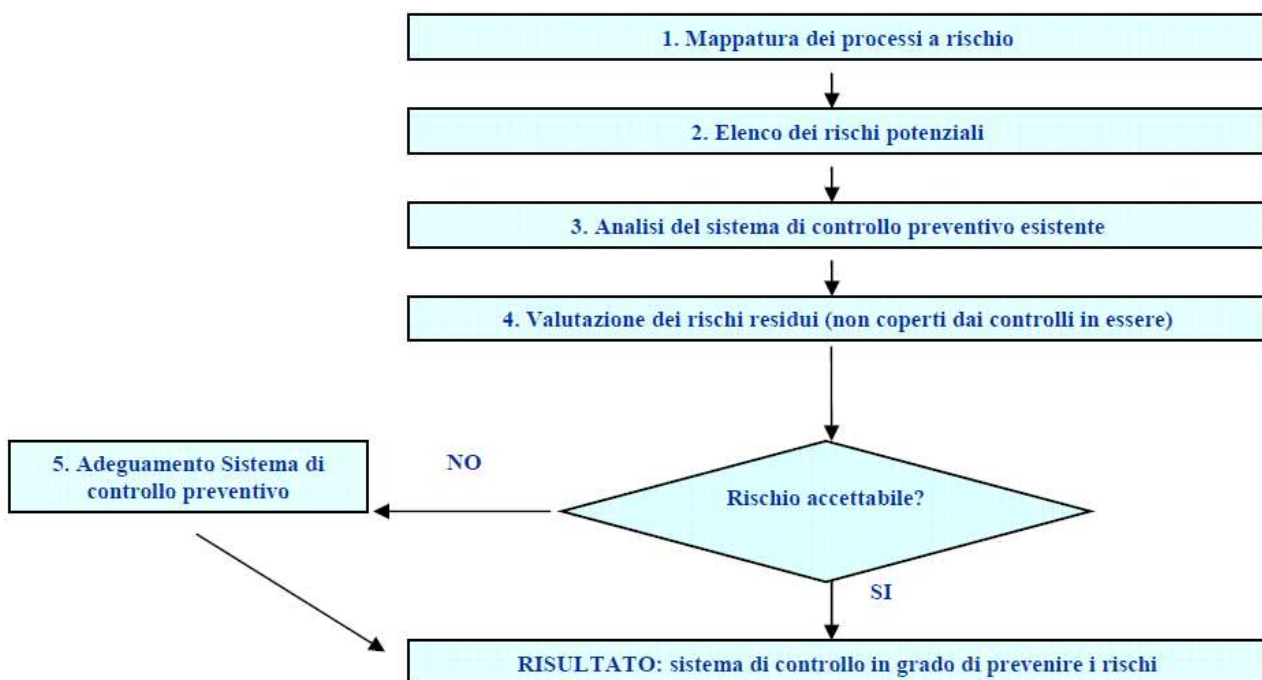 1. Mappatura dei processi a rischio
2. Elenco dei rischi potenziali
3. Analisi del sistema di controllo preventivo esistente
4. Valutazione dei rischi residui (non coperti dai controlli in essere)
5. Adeguamento Sistema di
controllo preventivo
NO
Rischio accettabile?
SI
RISULTATO: sistema di controllo in grado di prevenire i rischi